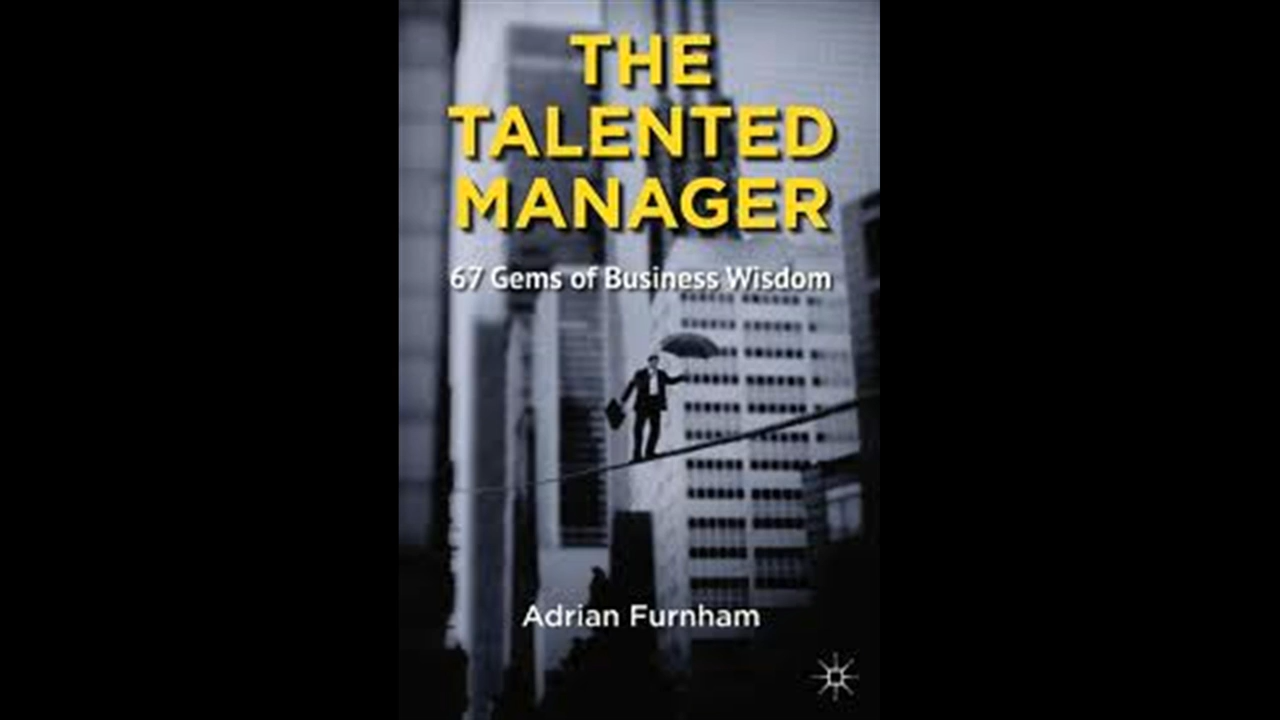 THE
TALENTED
MANAGER
67 Gems of Business Wisdom
Adrian Furnham